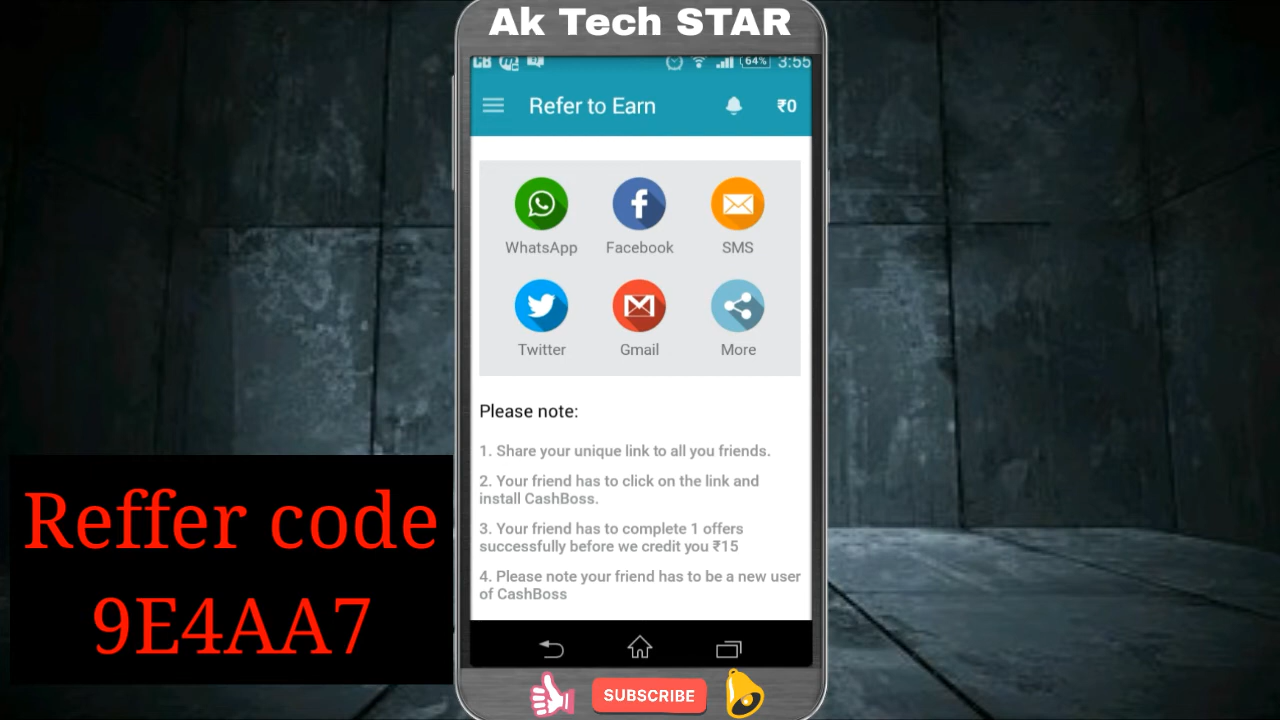 Ak Tech STAR
64% 3:55
Refer to Earn
₹0
WhatsApp Facebook SMS
Twitter Gmail More
Please note:
1. Share your unique link to all you friends.
2. Your friend has to click on the link and
install CashBoss.
3. Your friend has to complete 1 offers
successfully before we credit you ₹15
4. Please note your friend has to be a new user
of CashBoss
Reffer code
9E4AA7
SUBSCRIBE